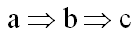 a ⇒ b ⇒ c